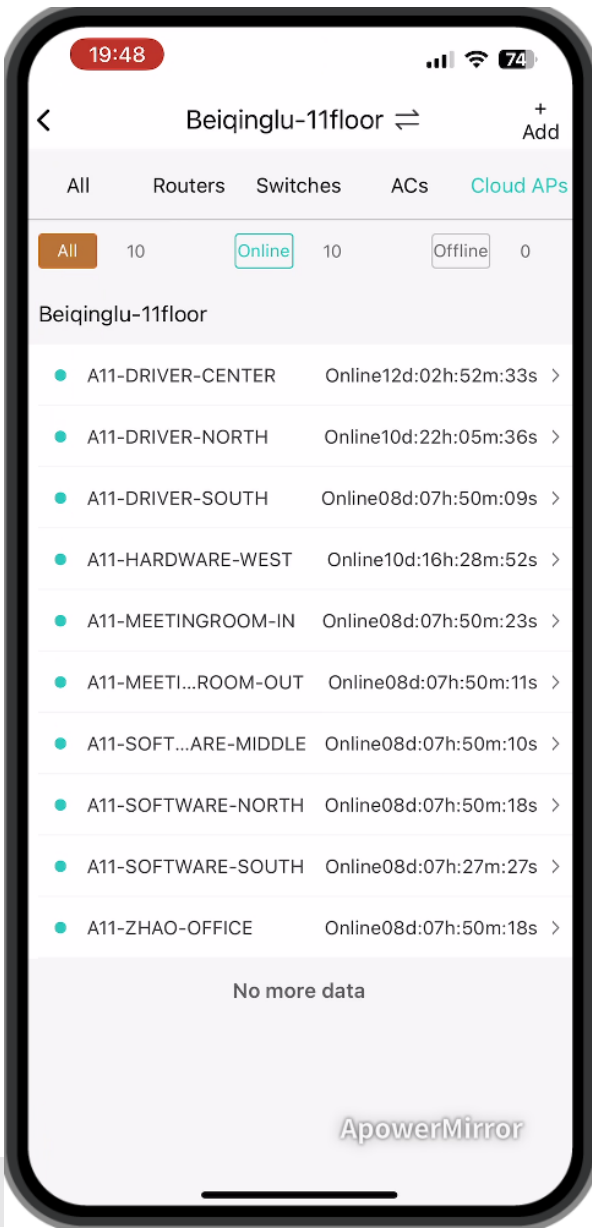 19:48 74
Beiqinglu-11floor
+
Add
All Routers Switches ACs Cloud APs
All 10 Online 10 Offline 0
Beiqinglu-11floor
A11-DRIVER-CENTER Online12d:02h:52m:33s
A11-DRIVER-NORTH Online10d:22h:05m:36s
A11-DRIVER-SOUTH Online08d:07h:50m:09s
A11-HARDWARE-WEST Online10d:16h:28m:52s
A11-MEETINGROOM-IN Online08d:07h:50m:23s
A11-MEETI...ROOM-OUT Online08d:07h:50m:11s
A11-SOFT...ARE-MIDDLE Online08d:07h:50m:10s
A11-SOFTWARE-NORTH Online08d:07h:50m:18s
A11-SOFTWARE-SOUTH Online08d:07h:27m:27s
A11-ZHAO-OFFICE Online08d:07h:50m:18s
No more data
ApowerMirror